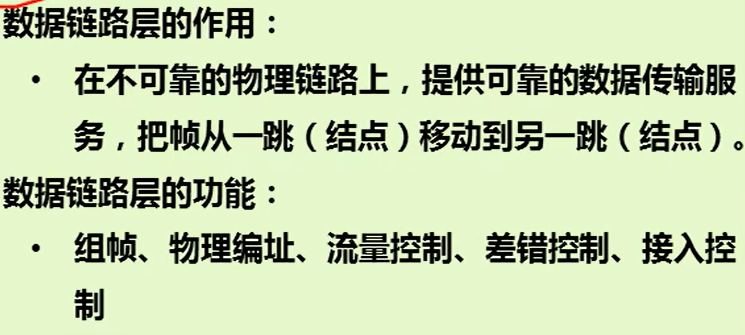 数据链路层的作用：
• 在不可靠的物理链路上，提供可靠的数据传输服
务，把帧从一跳（结点）移动到另一跳（结点）。
数据链路层的功能：
• 组帧、物理编址、流量控制、差错控制、接入控
制